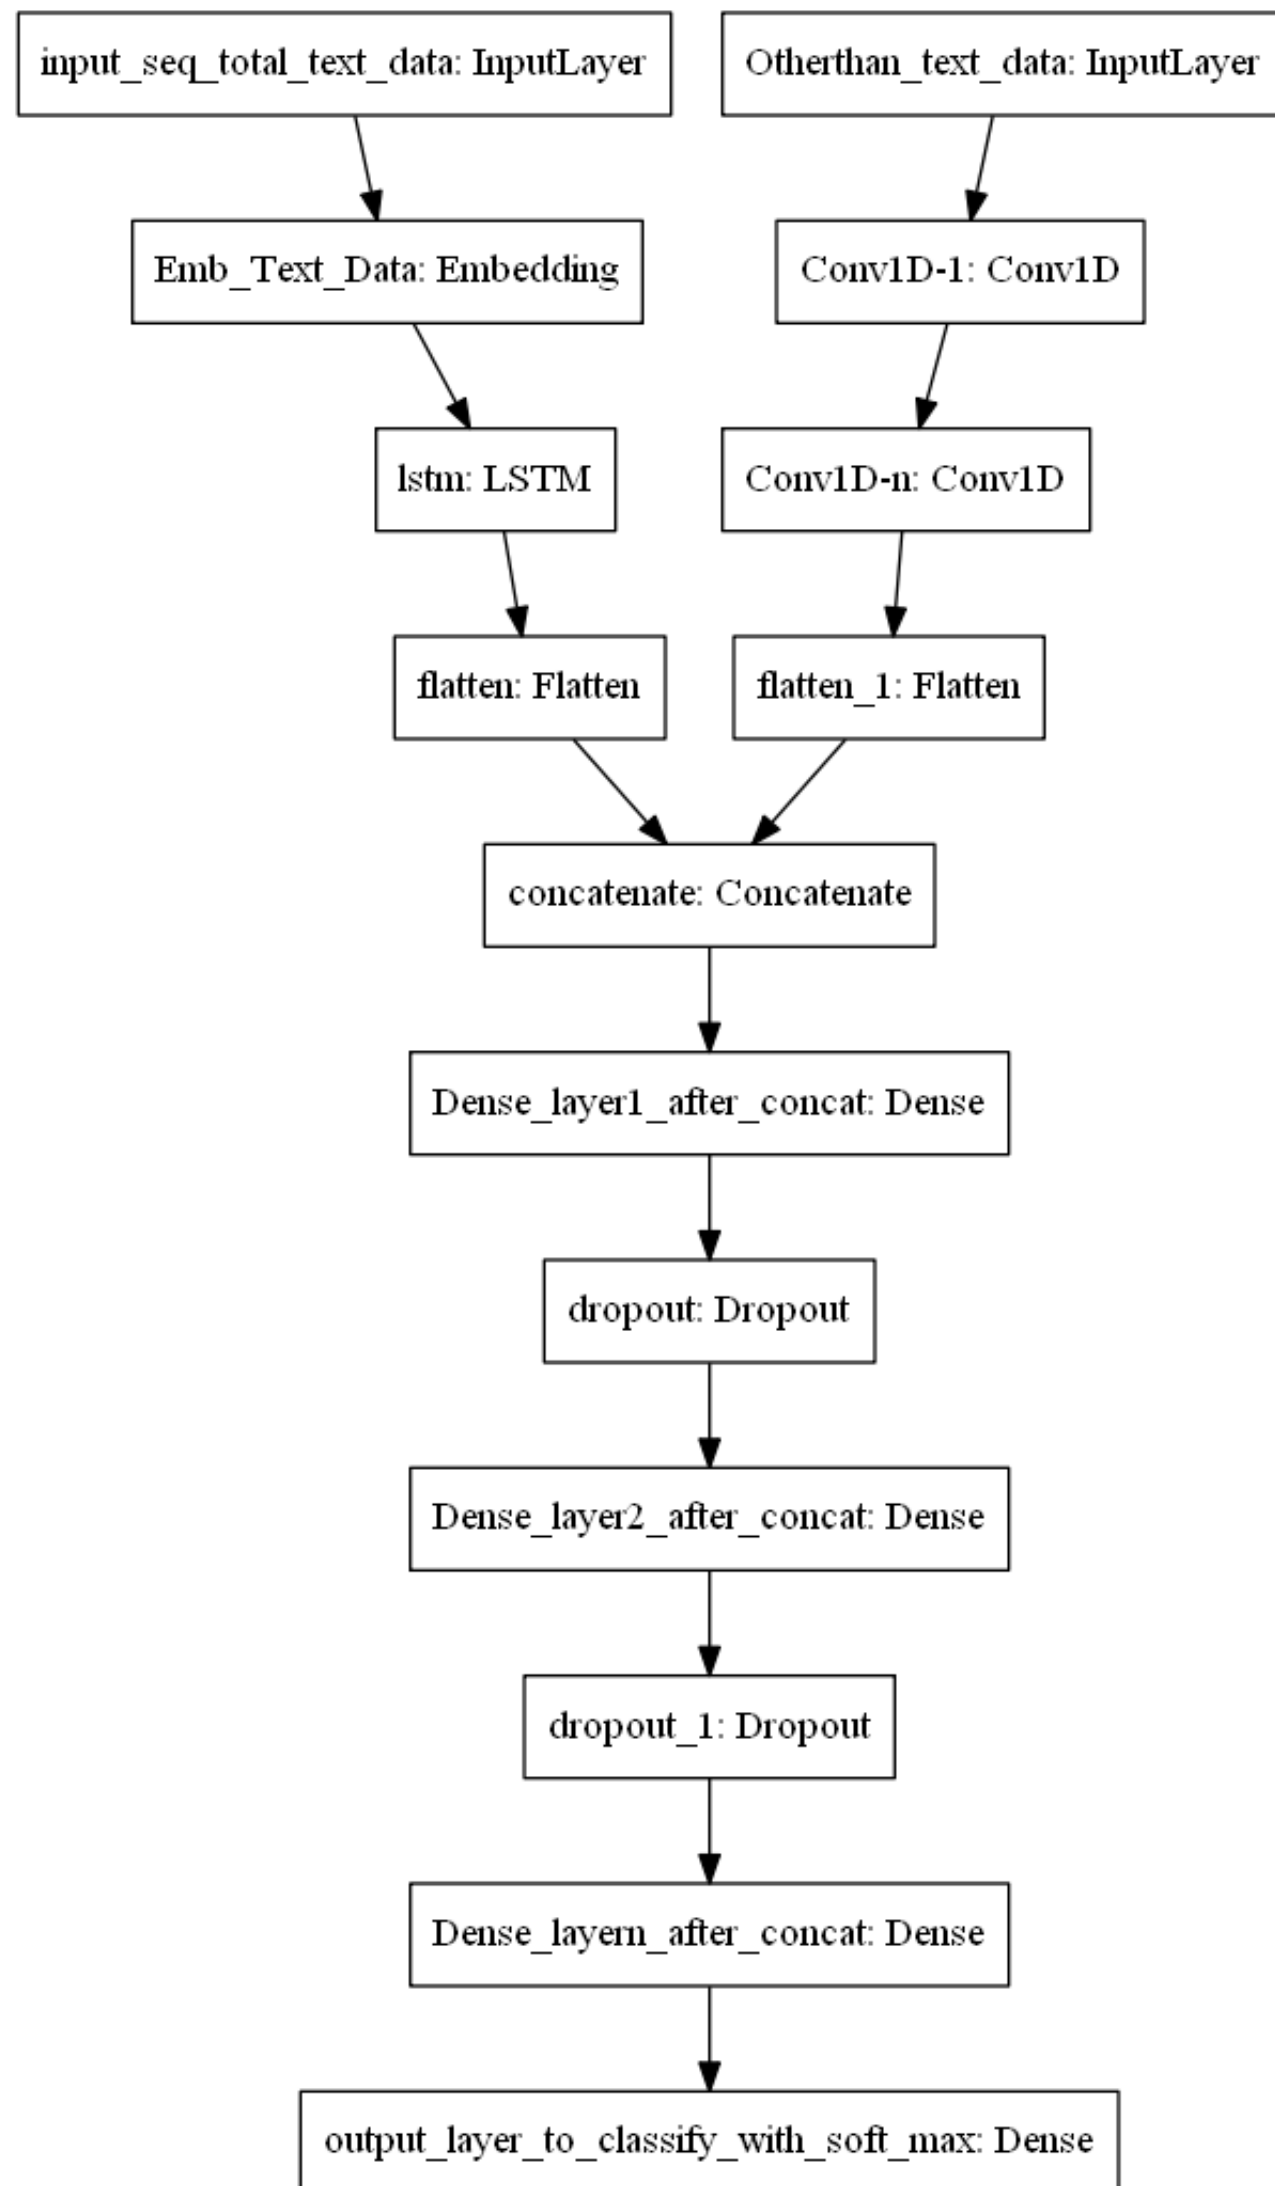 input_seq_total_text_data: InputLayer
Otherthan_text_data: InputLayer
Emb_Text_Data: Embedding
Conv1D-1: Conv1D
lstm: LSTM
Conv1D-n: Conv1D
flatten: Flatten
flatten_1: Flatten
concatenate: Concatenate
Dense_layer1_after_concat: Dense
dropout: Dropout
Dense_layer2_after_concat: Dense
dropout_1: Dropout
Dense_layern_after_concat: Dense
output_layer_to_classify_with_soft_max: Dense